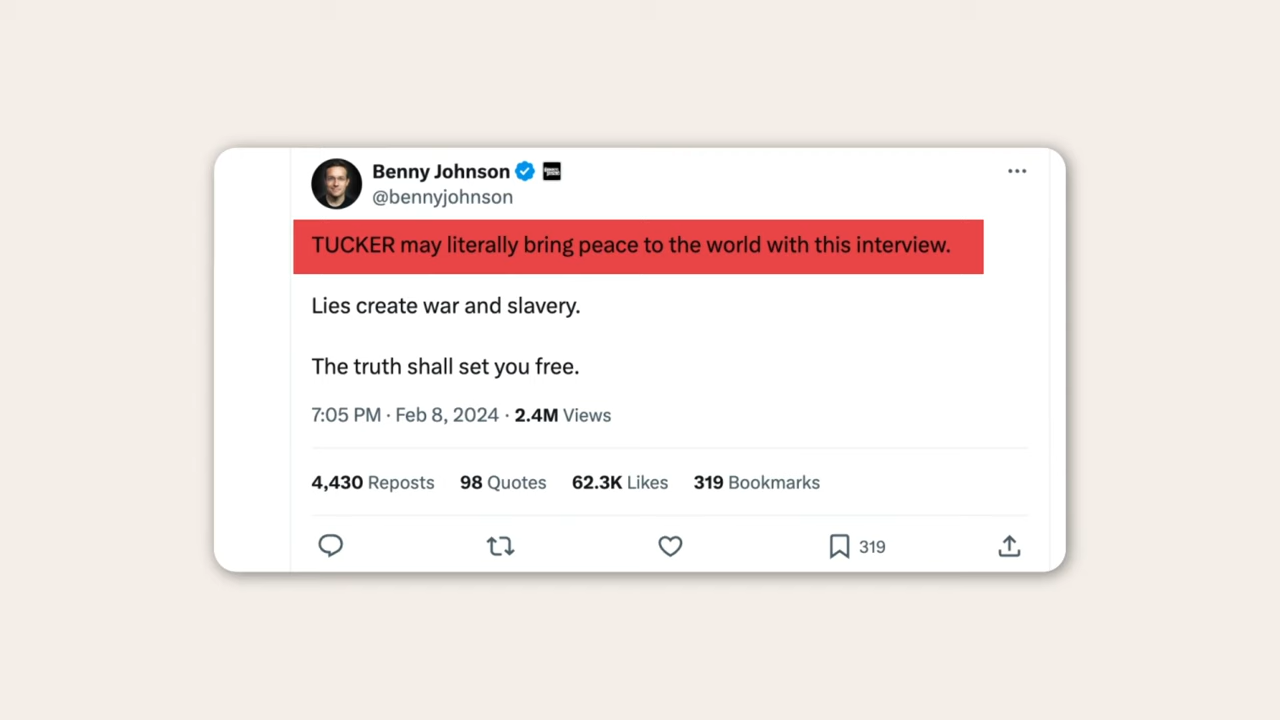 Benny Johnson
@bennyjohnson
TUCKER may literally bring peace to the world with this interview.
Lies create war and slavery.
The truth shall set you free.
7:05 PM · Feb 8, 2024 · 2.4M Views
4,430 Reposts 98 Quotes 62.3K Likes 319 Bookmarks
319